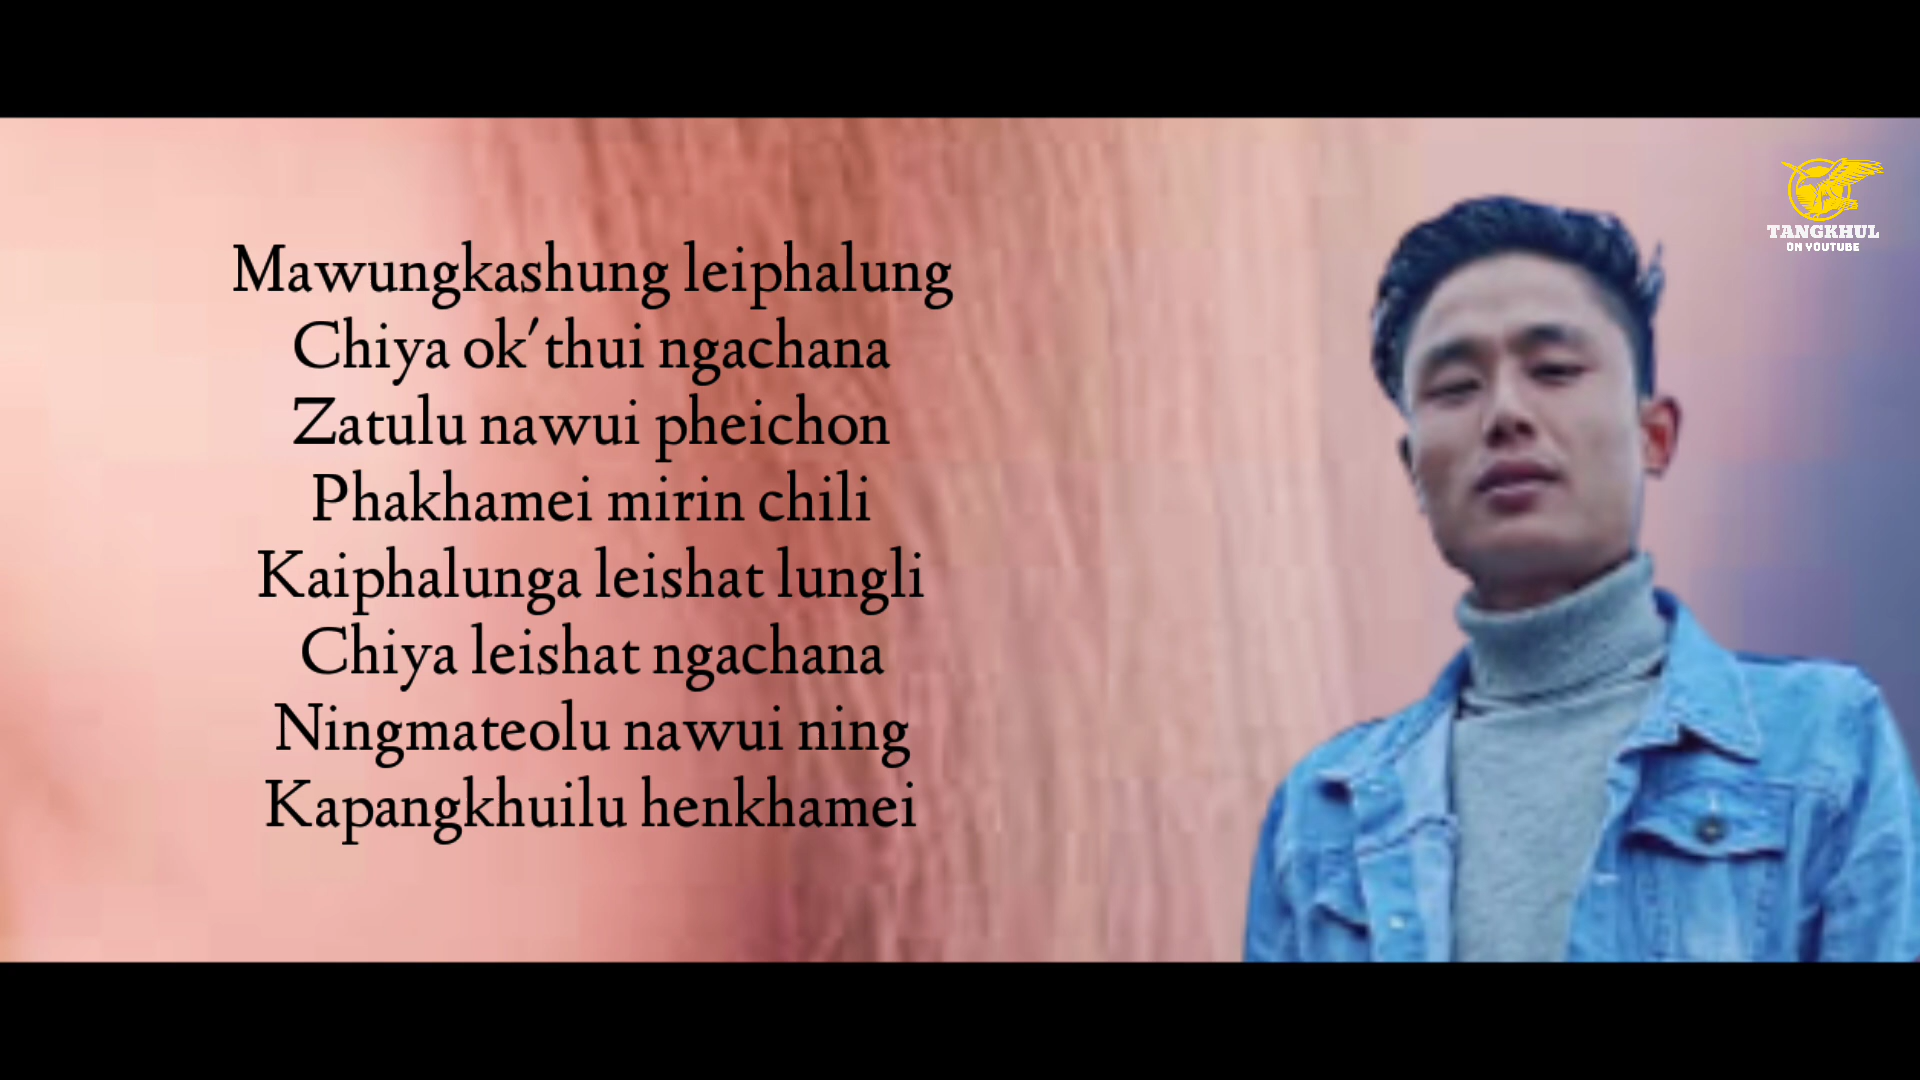 Mawungkashung leiphalung
Chiya ok'thui ngachana
Zatulu nawui pheichon
Phakhamei mirin chili
Kaiphalunga leishat lungli
Chiya leishat ngachana
Ningmateolu nawui ning
Kapangkhuilu henkhamei
TANGKHUL
ON YOUTUBE